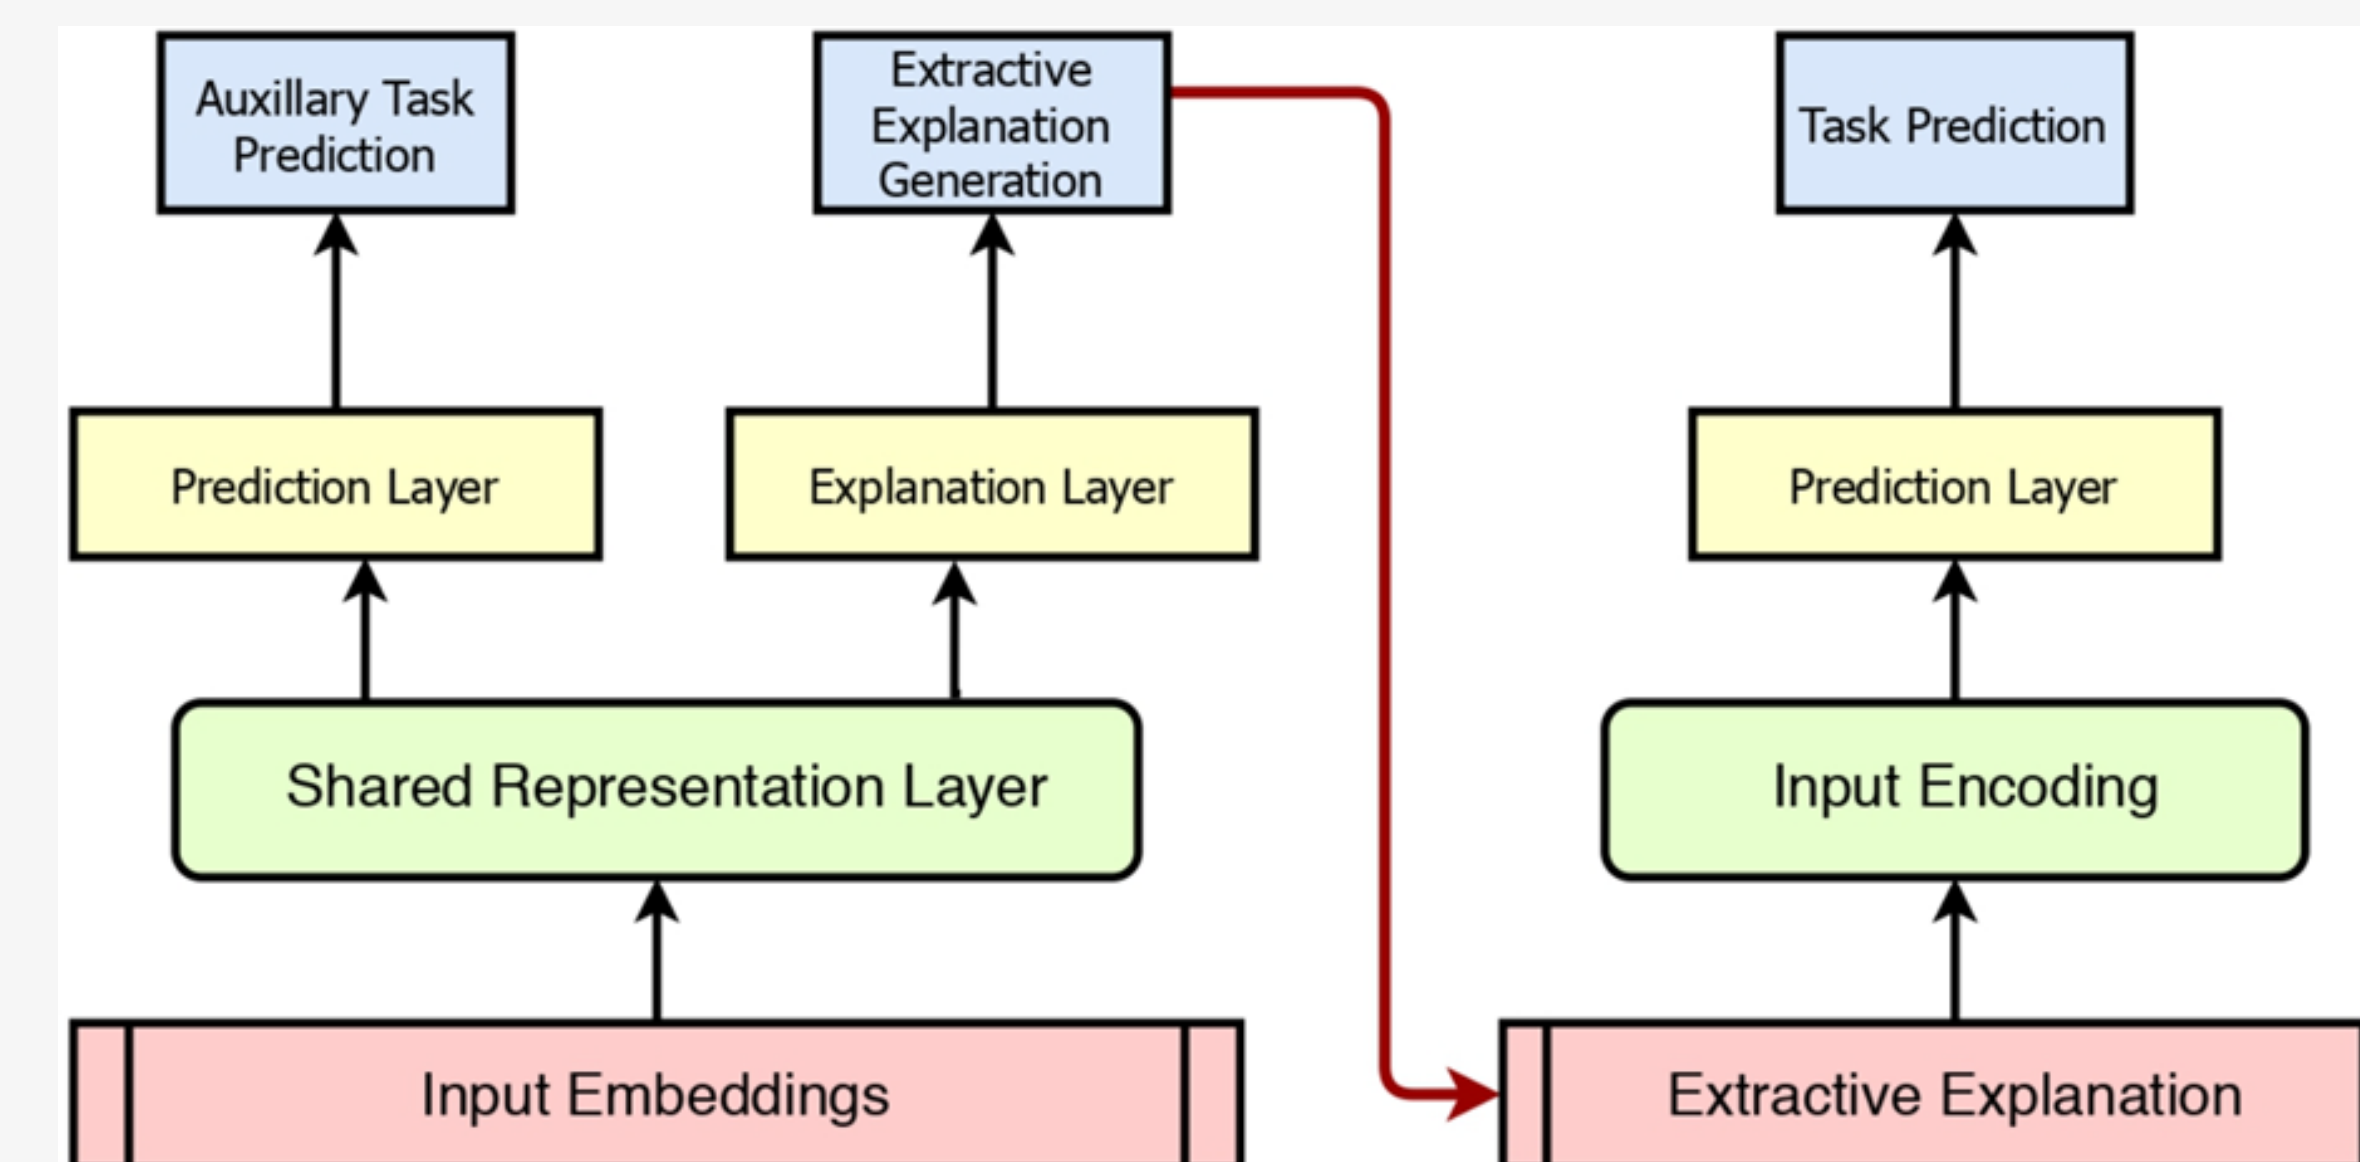 Auxillary Task
Prediction
Extractive
Explanation
Generation
Task Prediction
Prediction Layer
Explanation Layer
Prediction Layer
Shared Representation Layer
Input Encoding
Input Embeddings
Extractive Explanation